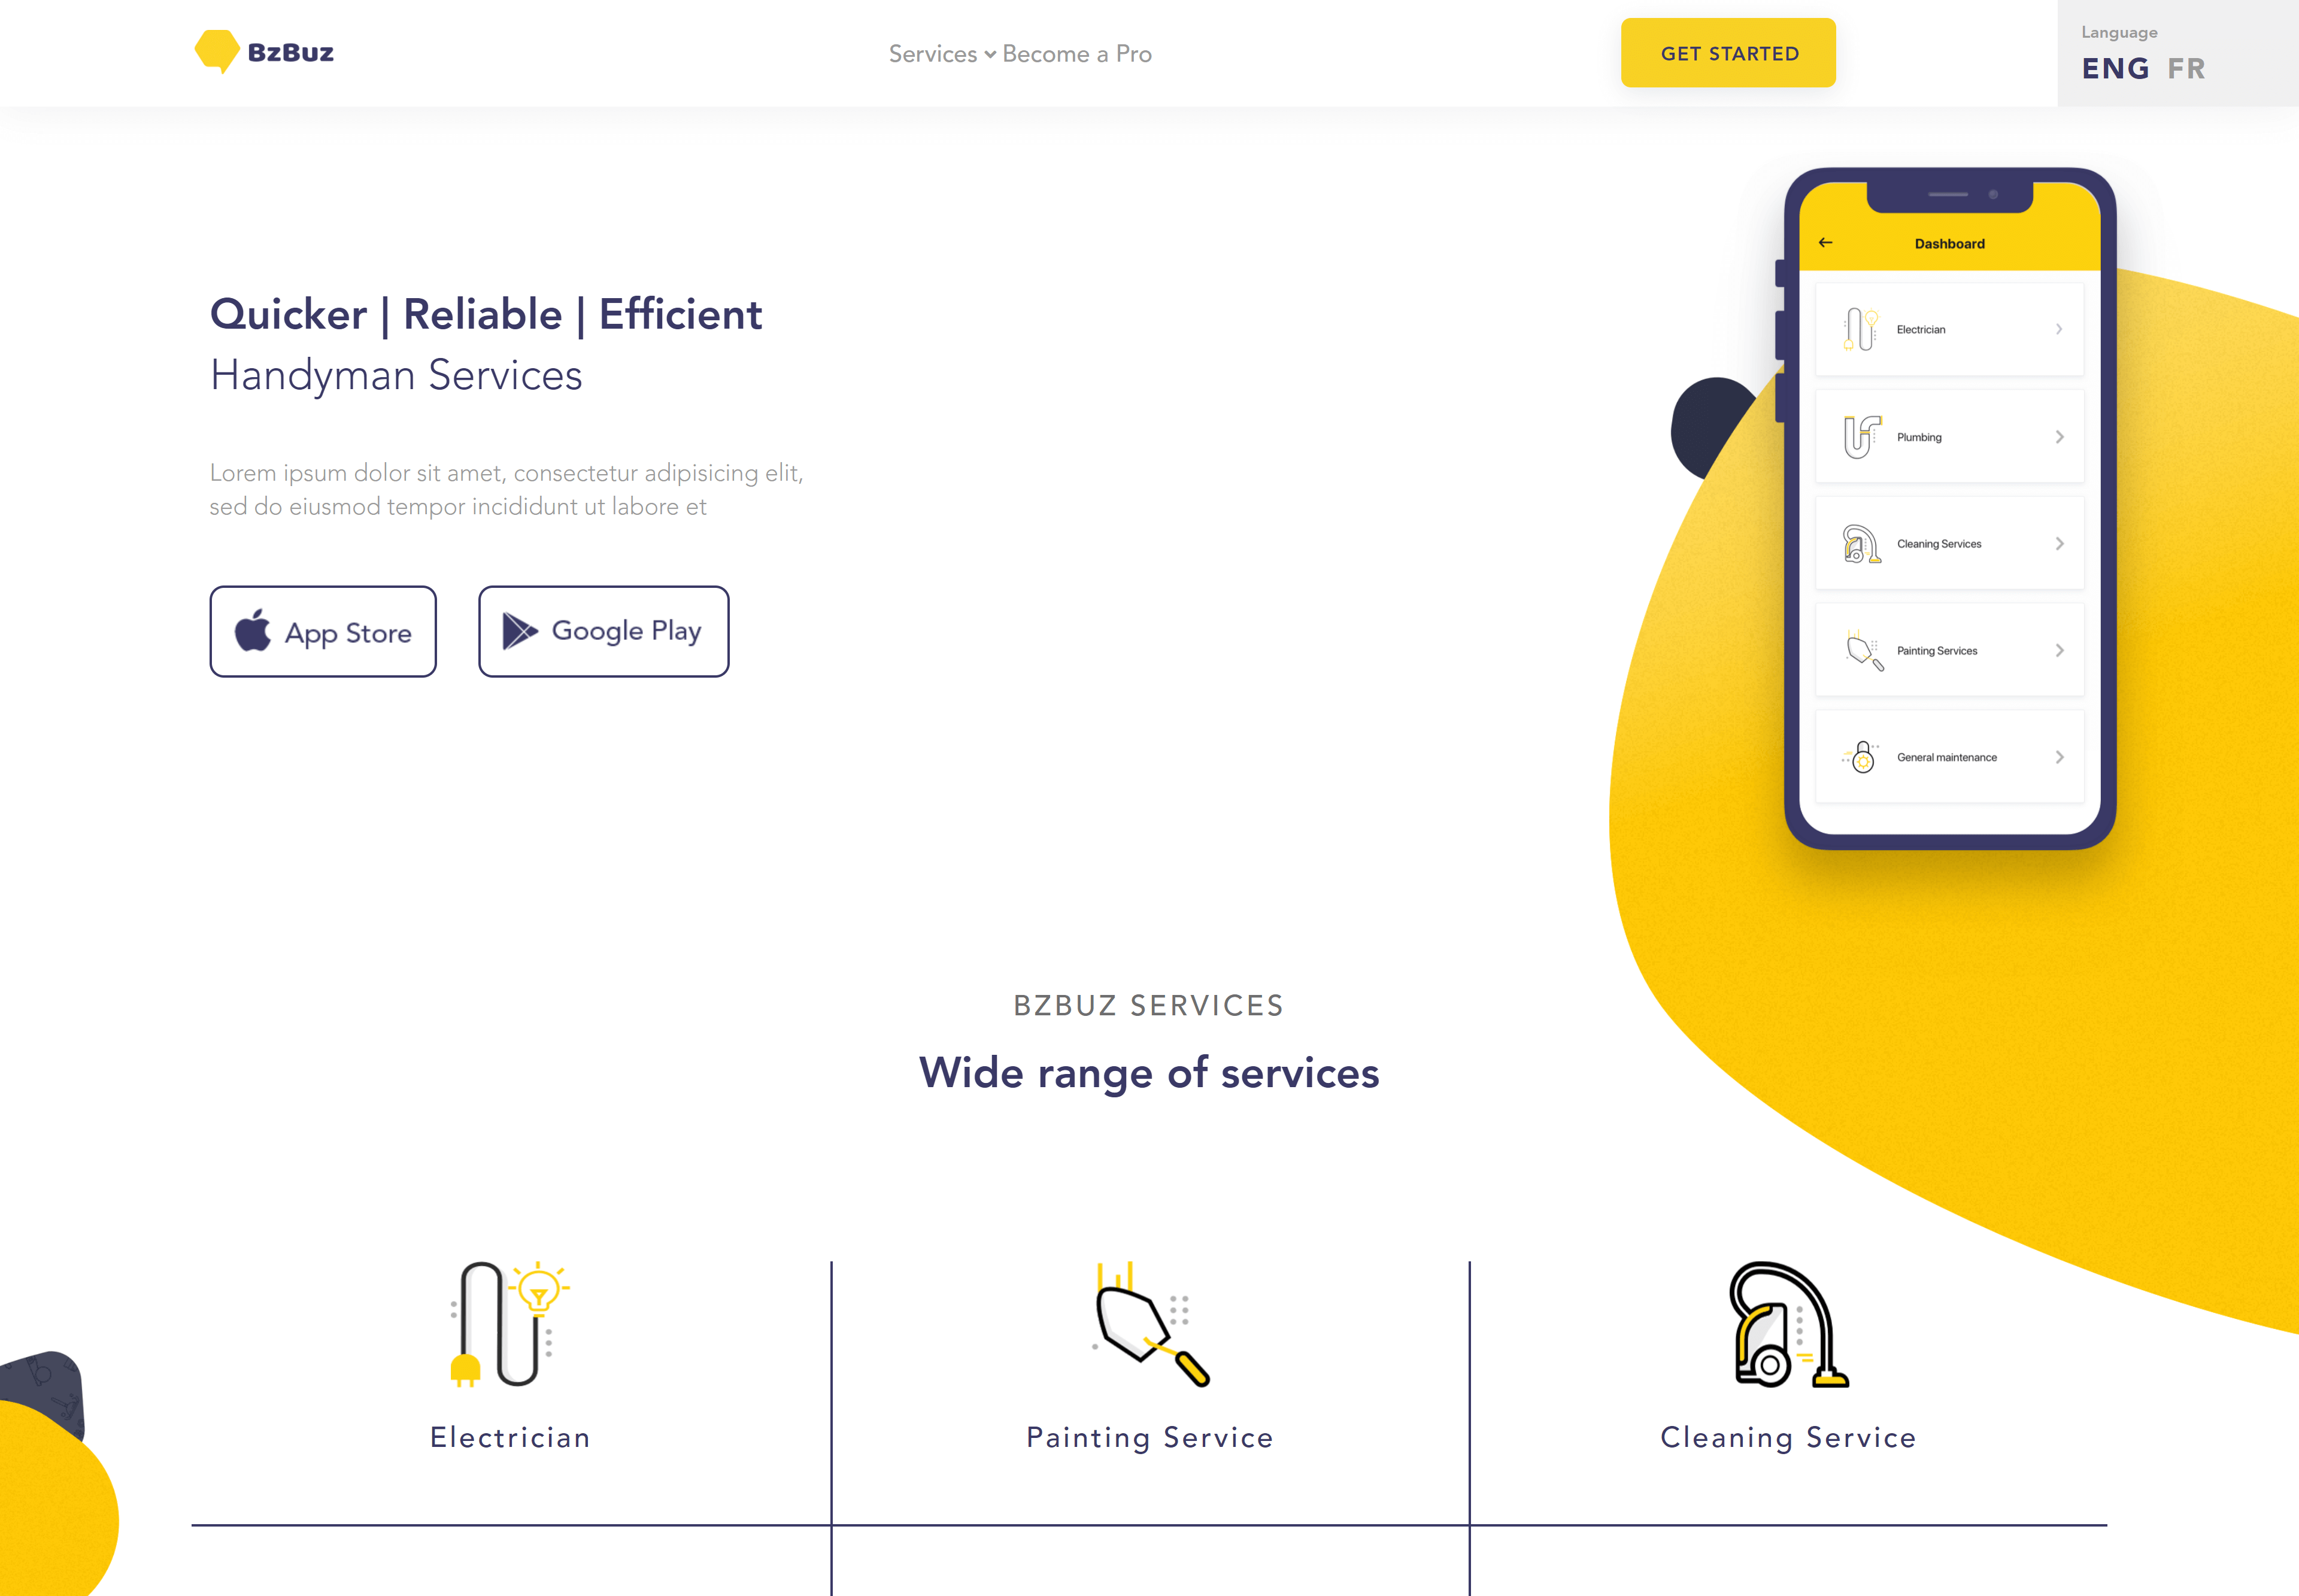 BzBuz
Services Become a Pro
GET STARTED
Language
ENG FR
Quicker | Reliable | Efficient
Handyman Services
Lorem ipsum dolor sit amet, consectetur adipisicing elit,
sed do eiusmod tempor incididunt ut labore et
App Store
Google Play
Dashboard
Electrician
Plumbing
Cleaning Services
Painting Services
General maintenance
BZBUZ SERVICES
Wide range of services
Electrician
Painting Service
Cleaning Service